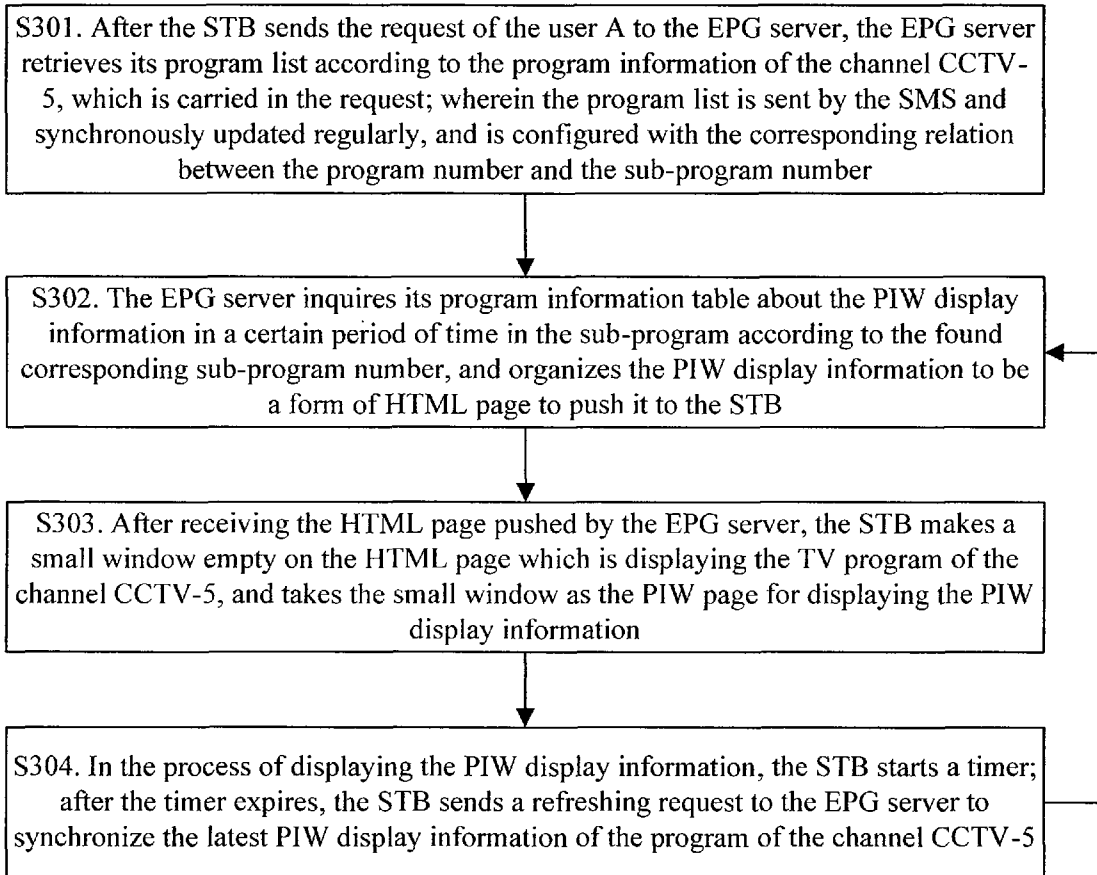 S301. After the STB sends the request of the user A to the EPG server, the EPG server
retrieves its program list according to the program information of the channel CCTV-
5, which is carried in the request; wherein the program list is sent by the SMS and
synchronously updated regularly, and is configured with the corresponding relation
between the program number and the sub-program number
S302. The EPG server inquires its program information table about the PIW display
information in a certain period of time in the sub-program according to the found
corresponding sub-program number, and organizes the PIW display information to be
a form of HTML page to push it to the STB
S303. After receiving the HTML page pushed by the EPG server, the STB makes a
small window empty on the HTML page which is displaying the TV program of the
channel CCTV-5, and takes the small window as the PIW page for displaying the PIW
display information
S304. In the process of displaying the PIW display information, the STB starts a timer;
after the timer expires, the STB sends a refreshing request to the EPG server to
synchronize the latest PIW display information of the program of the channel CCTV-5